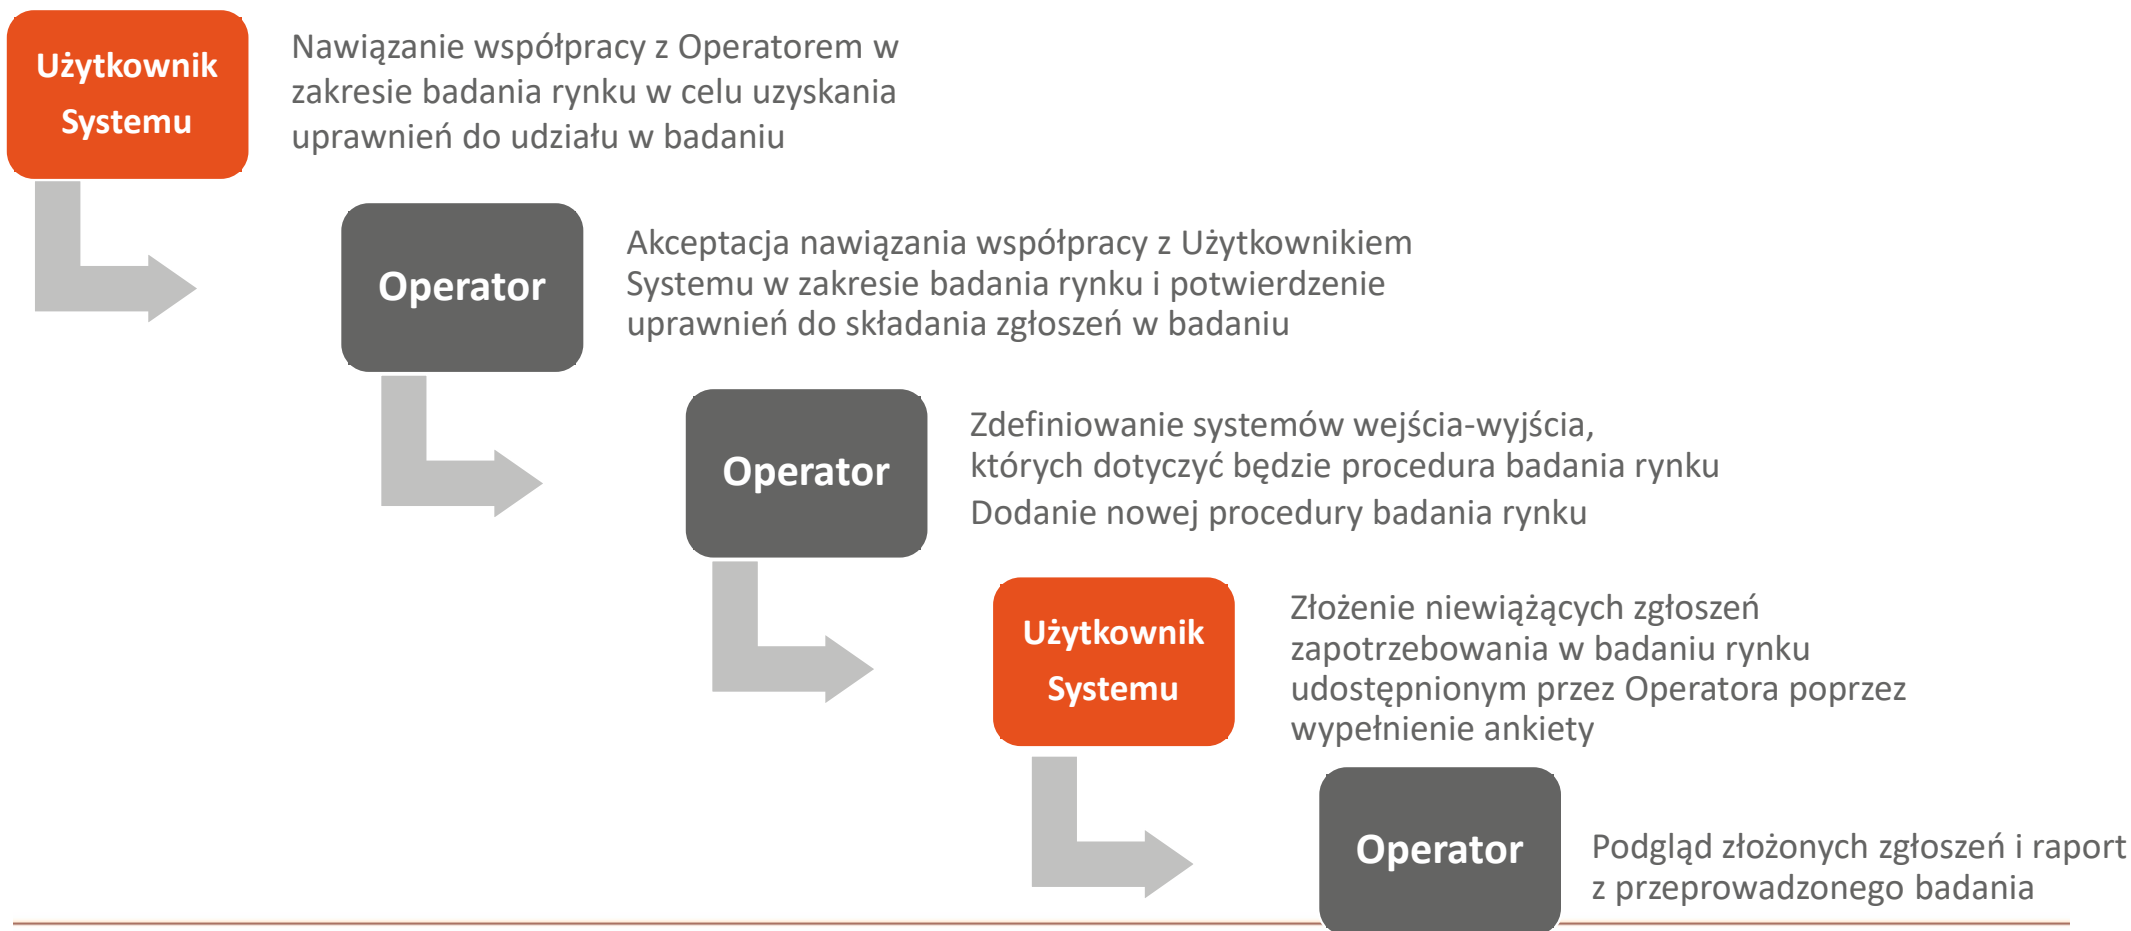 Użytkownik
Systemu
Nawiązanie współpracy z Operatorem w
zakresie badania rynku w celu uzyskania
uprawnień do udziału w badaniu
Operator
Akceptacja nawiązania współpracy z Użytkownikiem
Systemu w zakresie badania rynku i potwierdzenie
uprawnień do składania zgłoszeń w badaniu
Operator
Zdefiniowanie systemów wejścia-wyjścia,
których dotyczyć będzie procedura badania rynku
Dodanie nowej procedury badania rynku
Użytkownik
Systemu
Złożenie niewiążących zgłoszeń
zapotrzebowania w badaniu rynku
udostępnionym przez Operatora poprzez
wypełnienie ankiety
Operator
Podgląd złożonych zgłoszeń i raport
z przeprowadzonego badania